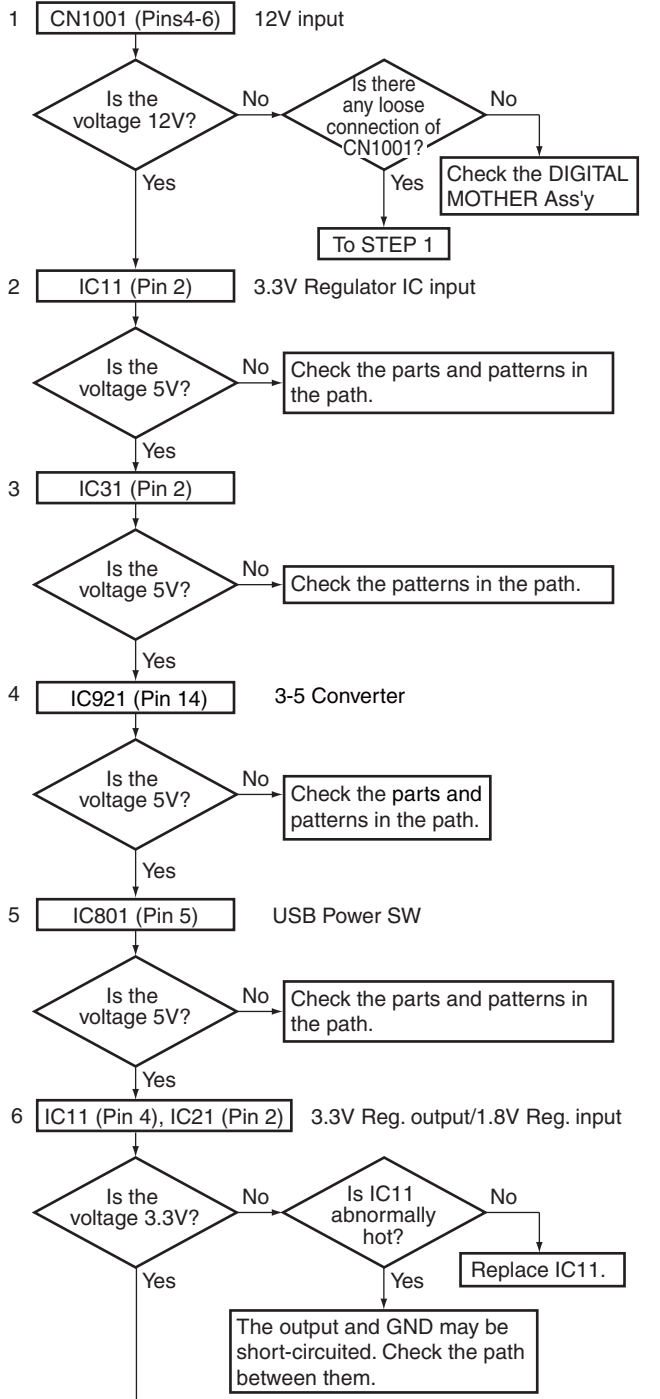 1 CN1001 (Pins4-6) 12V input
Is the
voltage 12V?
No
Is there
any loose
connection of
CN1001?
No
Check the DIGITAL
MOTHER Ass'y
Yes
To STEP 1
Yes
2 IC11 (Pin 2) 3.3V Regulator IC input
Is the
voltage 5V?
No
Check the parts and patterns in
the path.
Yes
3 IC31 (Pin 2)
Is the
voltage 5V?
No
Check the patterns in the path.
Yes
4 IC921 (Pin 14) 3-5 Converter
Is the
voltage 5V?
No
Check the parts and
patterns in the path.
Yes
5 IC801 (Pin 5) USB Power SW
Is the
voltage 5V?
No
Check the parts and patterns in
the path.
Yes
6 IC11 (Pin 4), IC21 (Pin 2) 3.3V Reg. output/1.8V Reg. input
Is the
voltage 3.3V?
No
Is IC11
abnormally
hot?
No
Replace IC11.
Yes
The output and GND may be
short-circuited. Check the path
between them.
Yes